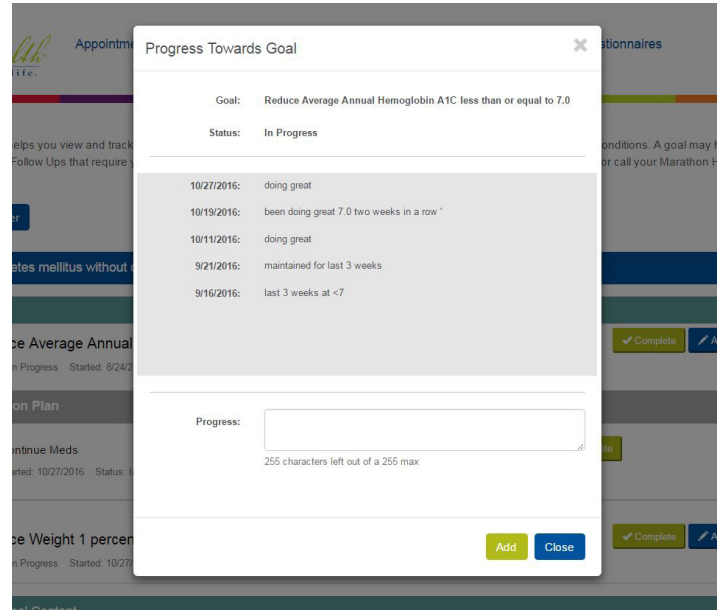 Health
life.
Appointme
stionnaires
Progress Towards Goal
Goal: Reduce Average Annual Hemoglobin A1C less than or equal to 7.0
Status: In Progress
elps you view and track
onditions. A goal may h
Follow Ups that require y
or call your Marathon H
10/27/2016: doing great
10/19/2016: been doing great 7.0 two weeks in a row '
er
10/11/2016: doing great
etes mellitus without c
9/21/2016: maintained for last 3 weeks
9/16/2016: last 3 weeks at <7
ce Average Annual
Complete
A
n Progress Started: 8/24/2
on Plan
Progress:
ontinue Meds
ete
255 characters left out of a 255 max
arted: 10/27/2016 Status: I
ce Weight 1 percen
Complete
A
Add
Close
n Progress Started: 10/27/